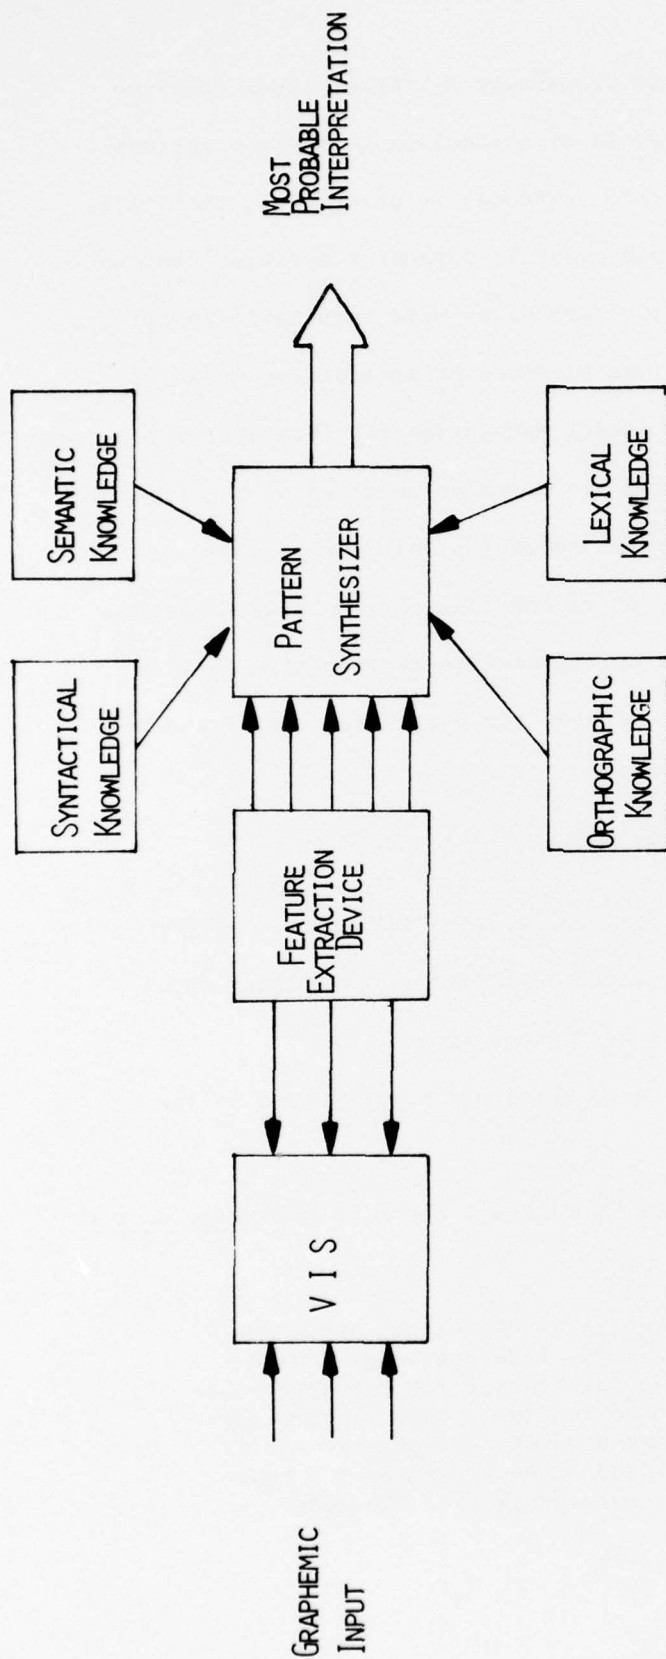 GRAPHEMIC
INPUT
V I S
FEATURE
EXTRACTION
DEVICE
PATTERN
SYNTHESIZER
SYNTACTICAL
KNOWLEDGE
SEMANTIC
KNOWLEDGE
ORTHOGRAPHIC
KNOWLEDGE
LEXICAL
KNOWLEDGE
MOST
PROBABLE
INTERPRETATION